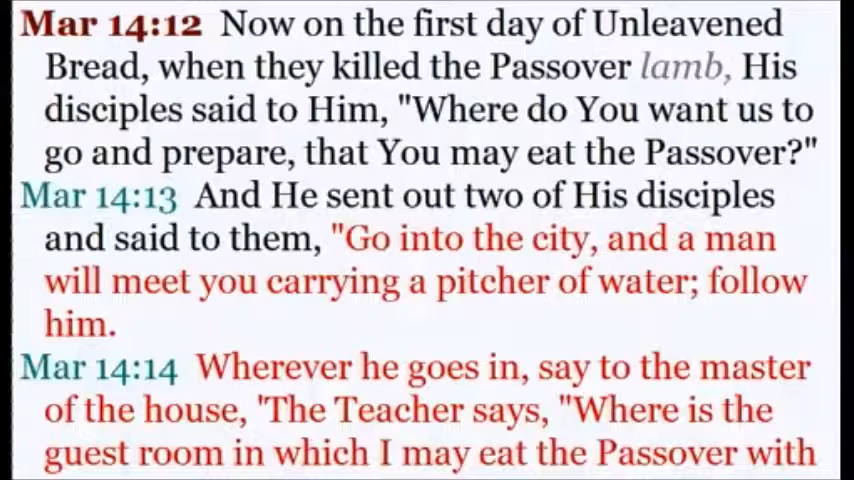 Mar 14:12 Now on the first day of Unleavened
Bread, when they killed the Passover lamb, His
disciples said to Him, "Where do You want us to
go and prepare, that You may eat the Passover?"
Mar 14:13 And He sent out two of His disciples
and said to them, "Go into the city, and a man
will meet you carrying a pitcher of water; follow
him.
Mar 14:14 Wherever he goes in, say to the master
of the house, 'The Teacher says, "Where is the
guest room in which I may eat the Passover with